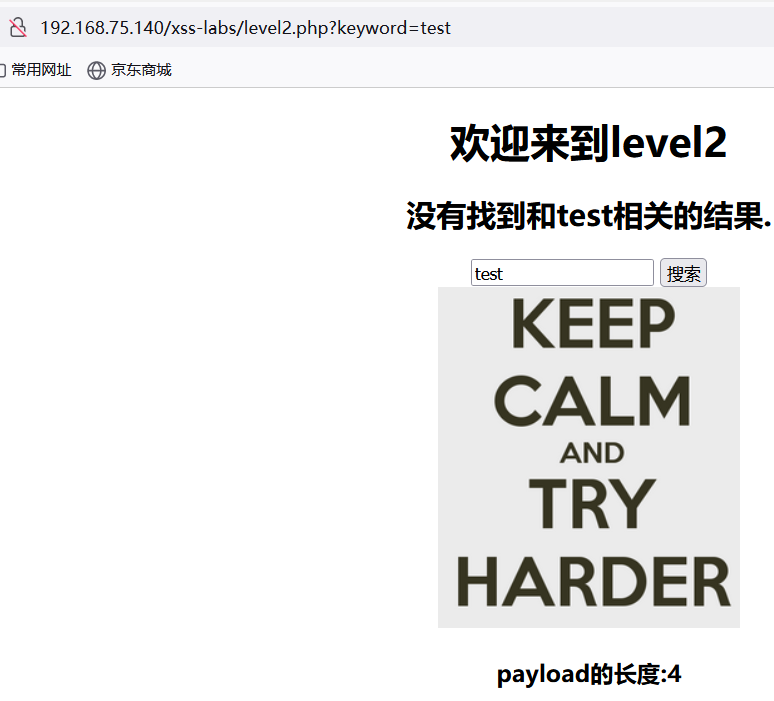 192.168.75.140/xss-labs/level2.php?keyword=test
常用网址 京东商城
欢迎来到level2
没有找到和test相关的结果.
test 搜索
KEEP
CALM
AND
TRY
HARDER
payload的长度:4